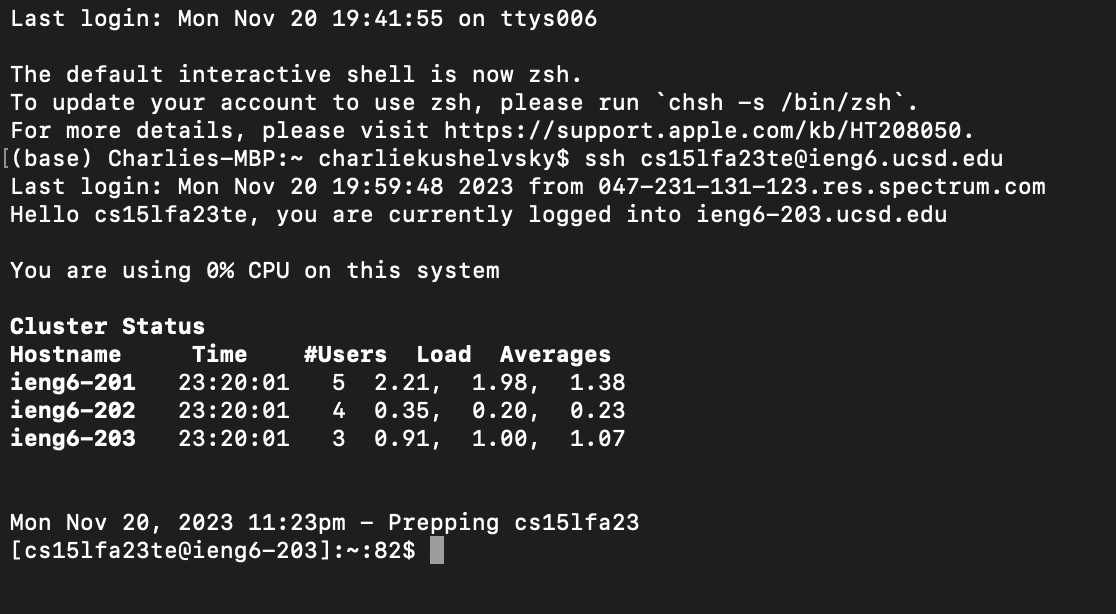 Last login: Mon Nov 20 19:41:55 on ttys006
The default interactive shell is now zsh.
To update your account to use zsh, please run `chsh -s /bin/zsh`.
For more details, please visit https://support.apple.com/kb/HT208050.
[(base) Charlies-MBP:~ charliekushelvsky$ ssh cs15lfa23te@ieng6.ucsd.edu
Last login: Mon Nov 20 19:59:48 2023 from 047-231-131-123.res.spectrum.com
Hello cs15lfa23te, you are currently logged into ieng6-203.ucsd.edu
You are using 0% CPU on this system
Cluster Status
Hostname     Time    #Users  Load  Averages
ieng6-201   23:20:01   5  2.21,  1.98,  1.38
ieng6-202   23:20:01   4  0.35,  0.20,  0.23
ieng6-203   23:20:01   3  0.91,  1.00,  1.07
Mon Nov 20, 2023 11:23pm - Prepping cs15lfa23
[cs15lfa23te@ieng6-203]:~:82$